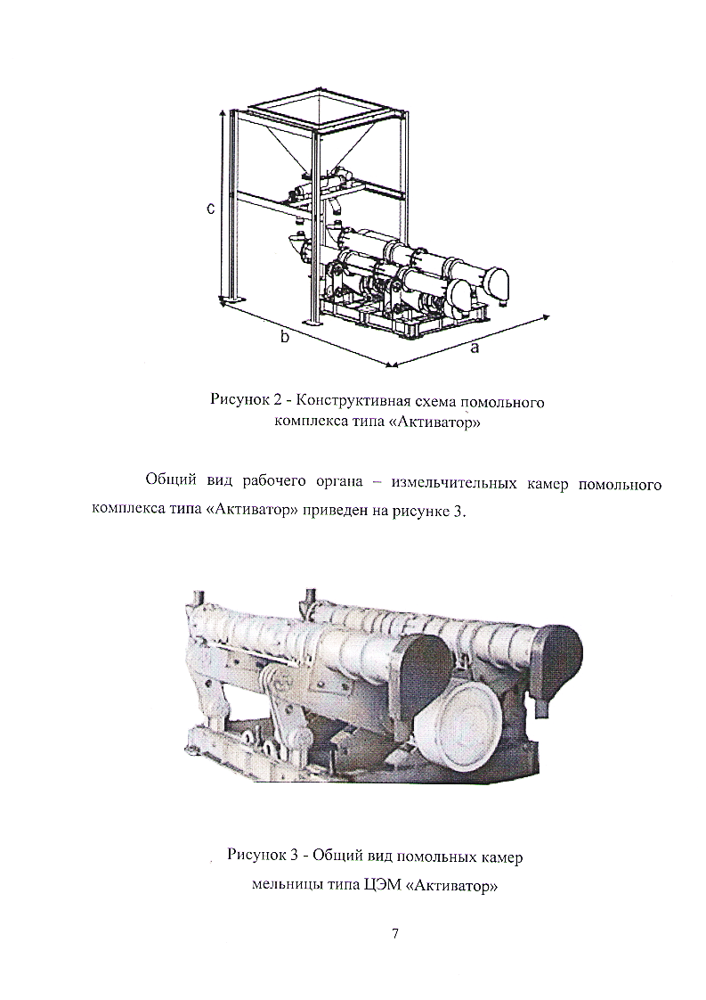 c
b
a
Рисунок 2 - Конструктивная схема помольного
комплекса типа «Активатор»
Общий вид рабочего органа – измельчительных камер помольного
комплекса типа «Активатор» приведен на рисунке 3.
Рисунок 3 - Общий вид помольных камер
мельницы типа ЦЭМ «Активатор»
7